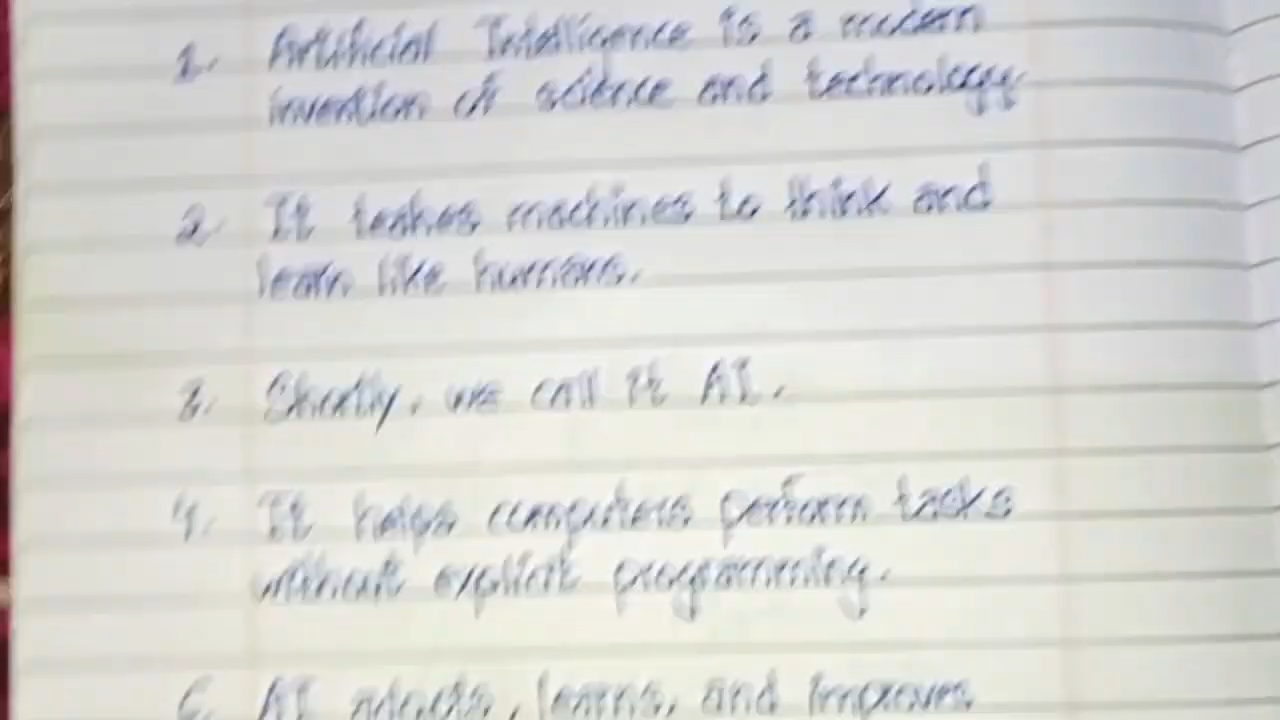 1. Artificial Intelligence is a modern
invention of science and technology.
2. It teahes machines to think and
learn like humans.
3. Shortly, we call it AI.
4. It helps computers perform tasks
without explicit programming.
5. AI adapts, learns, and improves